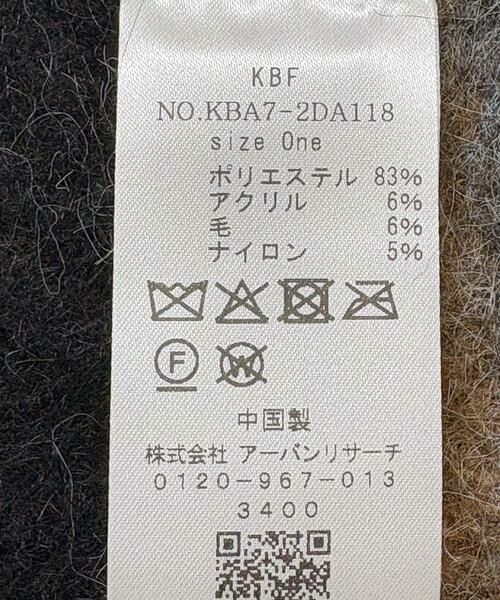 KBF
NO.KBA7-2DA118
size One
ポリエステル 83%
アクリル 6%
毛 6%
ナイロン 5%
F W
中国製
株式会社 アーバンリサーチ
0120-967-013
3400